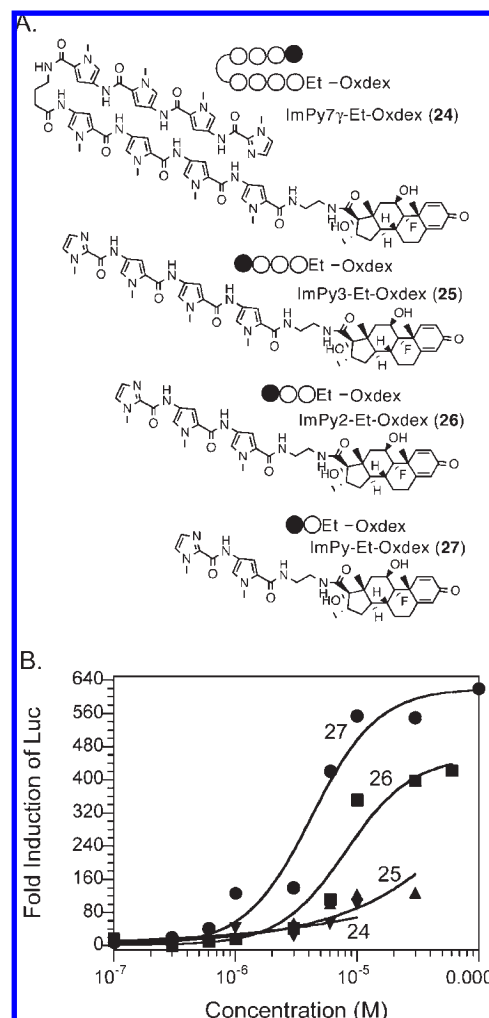 A.
Et –Oxdex
ImPy7γ-Et-Oxdex (24)
Et –Oxdex
ImPy3-Et-Oxdex (25)
Et –Oxdex
ImPy2-Et-Oxdex (26)
Et –Oxdex
ImPy-Et-Oxdex (27)
B.
Fold Induction of Luc
640
560
480
400
320
240
160
80
0
27
26
25
24
10-7
10-6
10-5
0.000
Concentration (M)